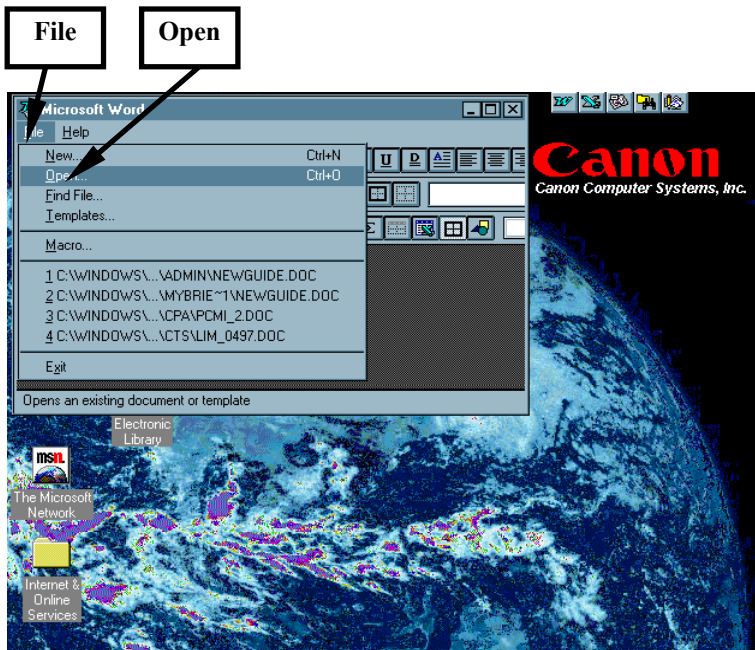 File
Open
Microsoft Word
File Help
New... Ctrl+N
Open... Ctrl+O
Find File...
Templates...
Macro...
1 C:\WINDOWS\...\ADMIN\NEWGUIDE.DOC
2 C:\WINDOWS\...\MYBRIE~1\NEWGUIDE.DOC
3 C:\WINDOWS\...\CPA\PCMI_2.DOC
4 C:\WINDOWS\...\CTS\LIM_0497.DOC
Exit
Opens an existing document or template
U D A
Canon
Canon Computer Systems, Inc.
Electronic
Library
msn.
The Microsoft
Network
Internet &
Online
Services